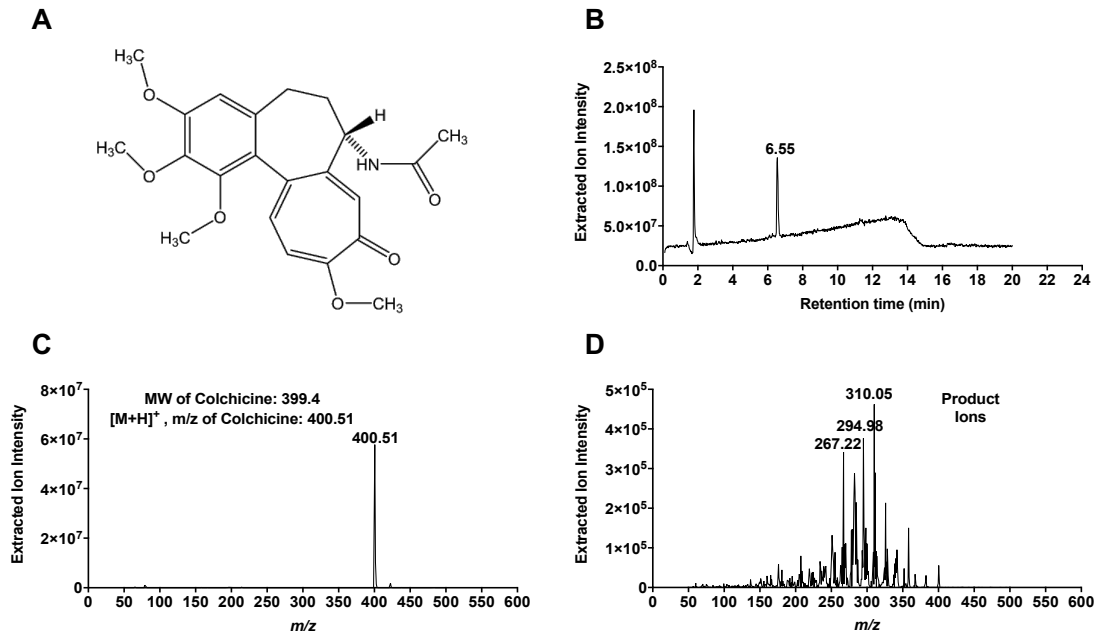 A
H₃C
O
H₃C
O
O
H₃C
H
HN
CH₃
O
O
O
CH₃
B
Extracted Ion Intensity
2.5×10⁸
2.0×10⁸
1.5×10⁸
1.0×10⁸
5.0×10⁷
0.0
6.55
0 2 4 6 8 10 12 14 16 18 20 22 24
Retention time (min)
C
Extracted Ion Intensity
8×10⁷
6×10⁷
4×10⁷
2×10⁷
0
MW of Colchicine: 399.4
[M+H]⁺ , m/z of Colchicine: 400.51
400.51
0 50 100 150 200 250 300 350 400 450 500 550 600
m/z
D
Extracted Ion Intensity
5×10⁵
4×10⁵
3×10⁵
2×10⁵
1×10⁵
0
310.05
294.98
267.22
Product
Ions
0 50 100 150 200 250 300 350 400 450 500 550 600
m/z